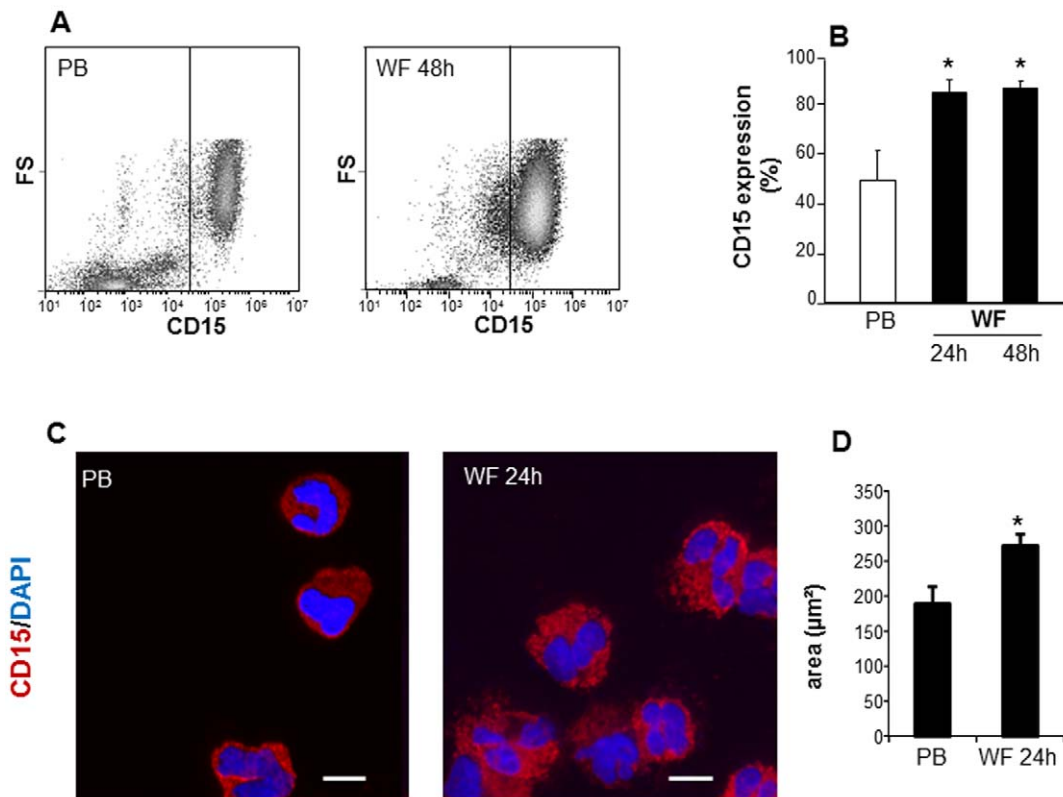 A
PB
FS
10¹ 10² 10³ 10⁴ 10⁵ 10⁶ 10⁷
CD15
WF 48h
FS
10¹ 10² 10³ 10⁴ 10⁵ 10⁶ 10⁷
CD15
B
CD15 expression
(%)
100
80
60
40
20
0
* *
PB WF
24h 48h
C
CD15/DAPI
PB
WF 24h
D
area (µm²)
350
300
250
200
150
100
50
0
*
PB WF 24h